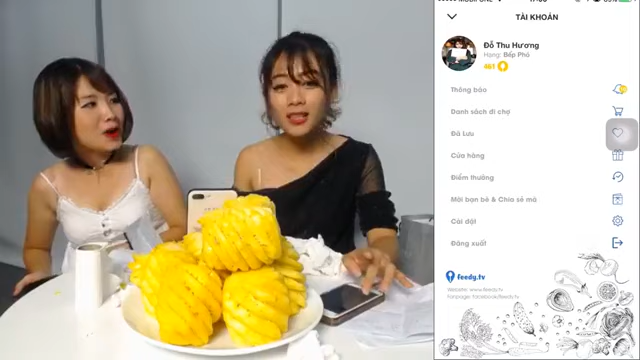 TÀI KHOẢN
Đỗ Thu Hương
Hạng: Bếp Phó
481
Thông báo
Danh sách đi chợ
Đã Lưu
Cửa hàng
Điểm thưởng
Mời bạn bè & Chia sẻ mã
Cài đặt
Đăng xuất
feedy.tv
Website: www.feedy.tv
Fanpage: facebook/feedy.tv